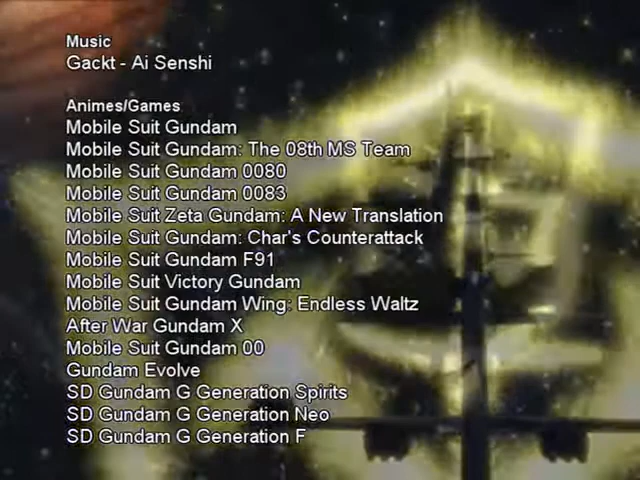 Music
Gackt - Ai Senshi
Animes/Games
Mobile Suit Gundam
Mobile Suit Gundam: The 08th MS Team
Mobile Suit Gundam 0080
Mobile Suit Gundam 0083
Mobile Suit Zeta Gundam: A New Translation
Mobile Suit Gundam: Char's Counterattack
Mobile Suit Gundam F91
Mobile Suit Victory Gundam
Mobile Suit Gundam Wing: Endless Waltz
After War Gundam X
Mobile Suit Gundam 00
Gundam Evolve
SD Gundam G Generation Spirits
SD Gundam G Generation Neo
SD Gundam G Generation F